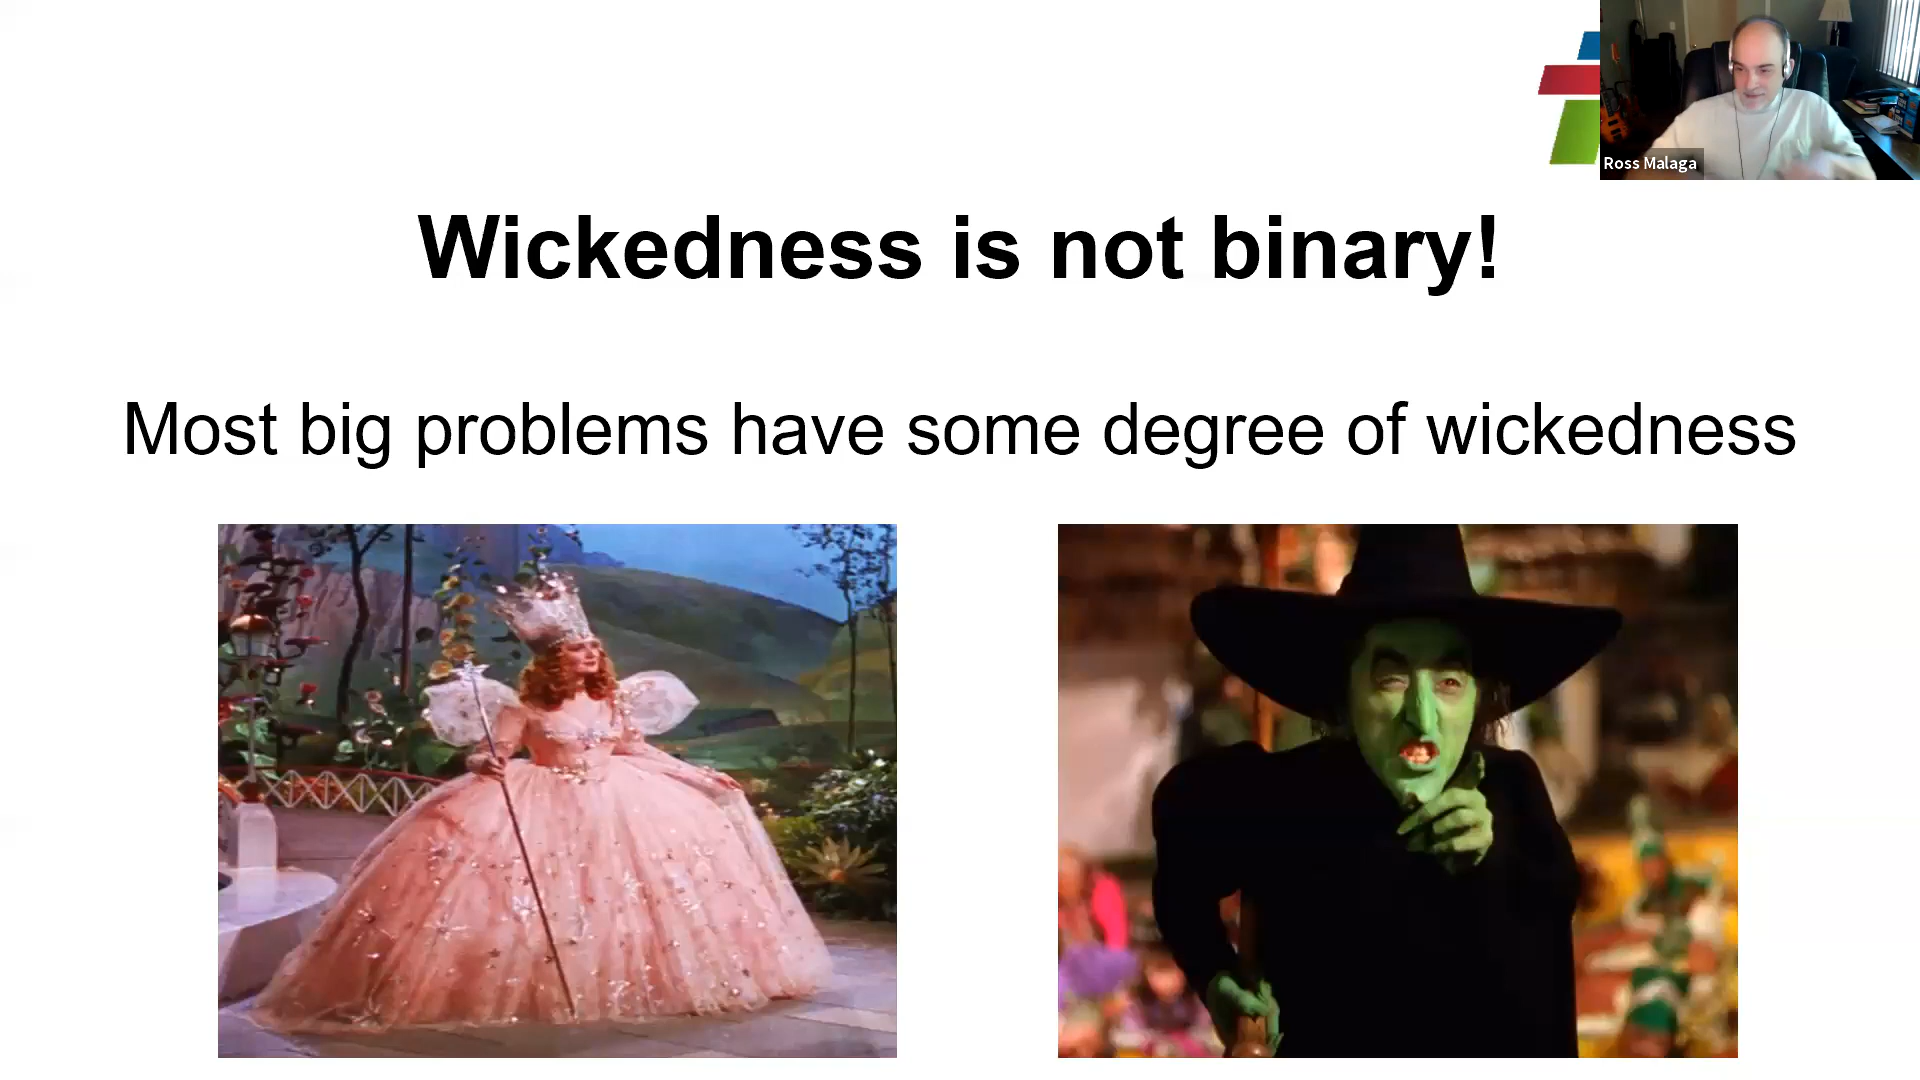 Ross Malaga
Wickedness is not binary!
Most big problems have some degree of wickedness